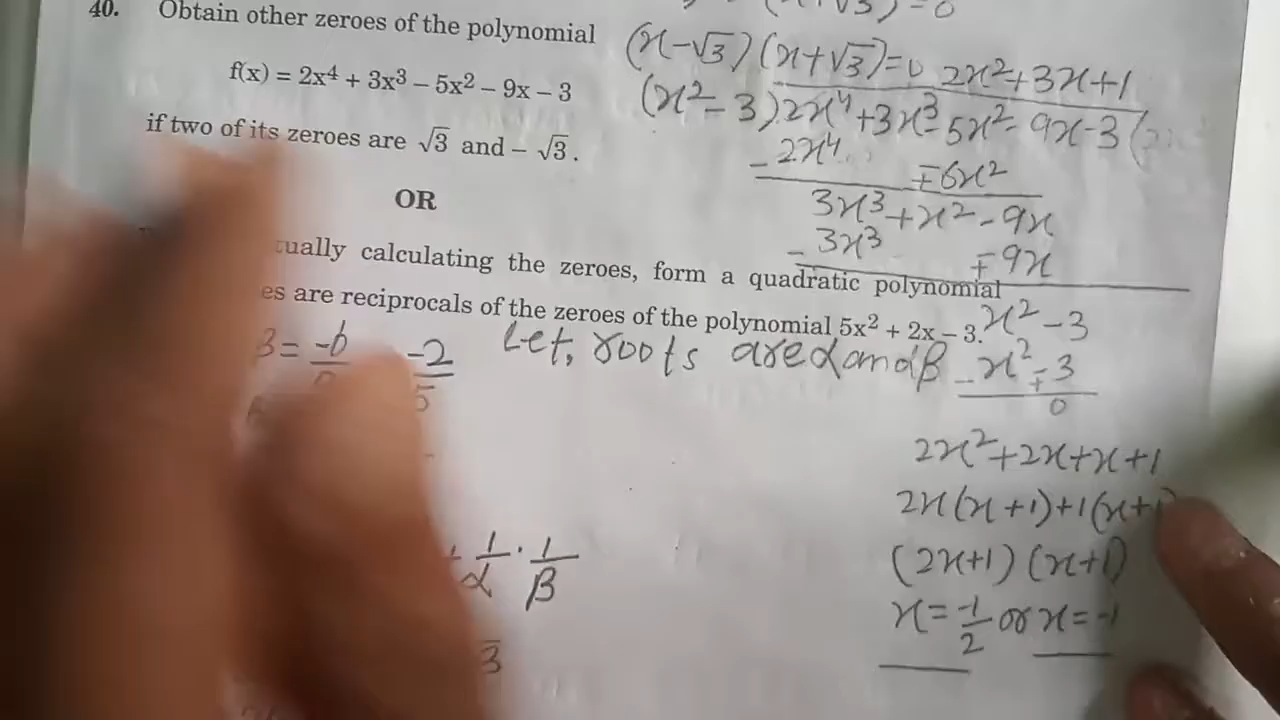 40. Obtain other zeroes of the polynomial
f(x) = 2x⁴ + 3x³ – 5x² – 9x – 3
if two of its zeroes are √3 and – √3 .
OR
calculating the zeroes, form a quadratic polynomial
are reciprocals of the zeroes of the polynomial 5x² + 2x – 3.
= 0
(x-√3)(x+√3)=0 2x²+3x+1
(x²-3)2x⁴+3x³-5x²-9x-3(
-2x⁴ ∓6x²
3x³+x²-9x
-3x³ ∓9x
x²-3
-x²∓3
0
2x²+2x+x+1
2x(x+1)+1(x+1)
(2x+1)(x+1)
x=-1/2 or x=-1
Let, roots are α and β
= -b -2/5
1/α · 1/β
3